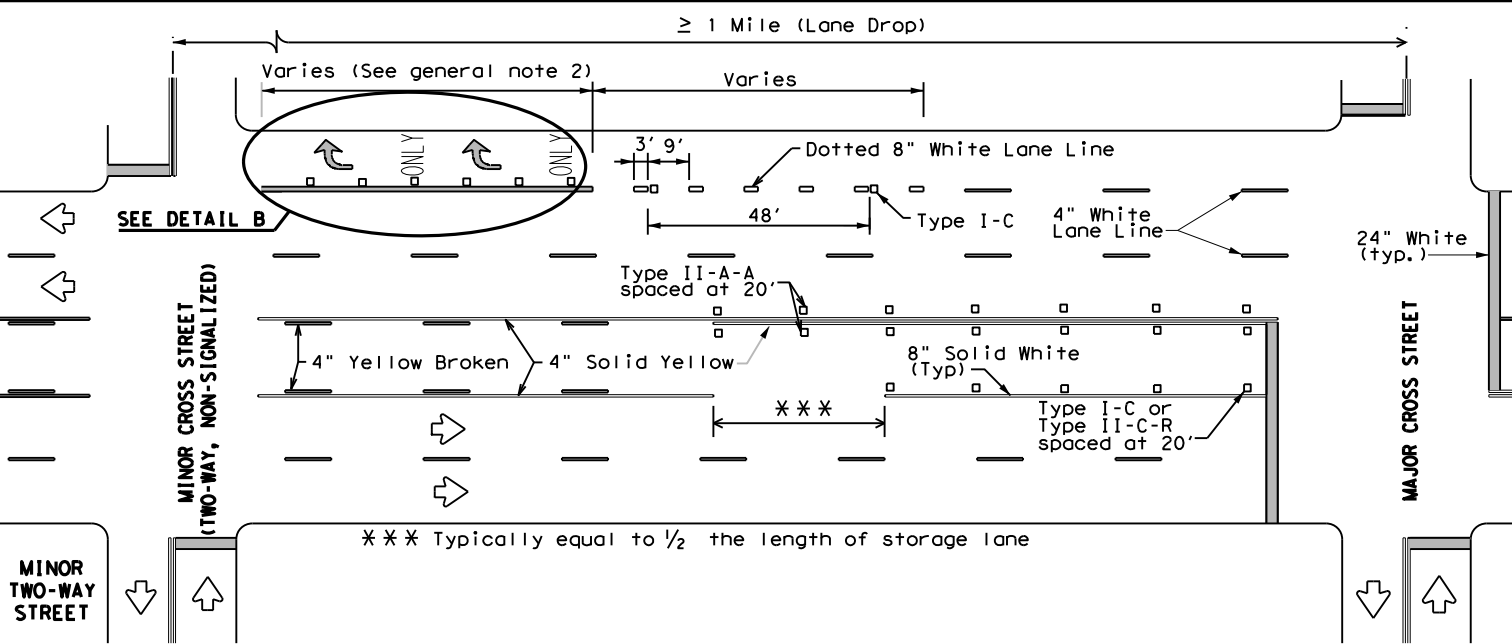 ≥ 1 Mile (Lane Drop)
Varies (See general note 2)
Varies
ONLY
ONLY
3' 9'
Dotted 8" White Lane Line
SEE DETAIL B
48'
Type I-C
4" White
Lane Line
24" White
(typ.)
Type II-A-A
spaced at 20'
MINOR CROSS STREET
(TWO-WAY, NON-SIGNALIZED)
4" Yellow Broken
4" Solid Yellow
8" Solid White
(Typ)
***
Type I-C or
Type II-C-R
spaced at 20'
MAJOR CROSS STREET
*** Typically equal to ½ the length of storage lane
MINOR
TWO-WAY
STREET